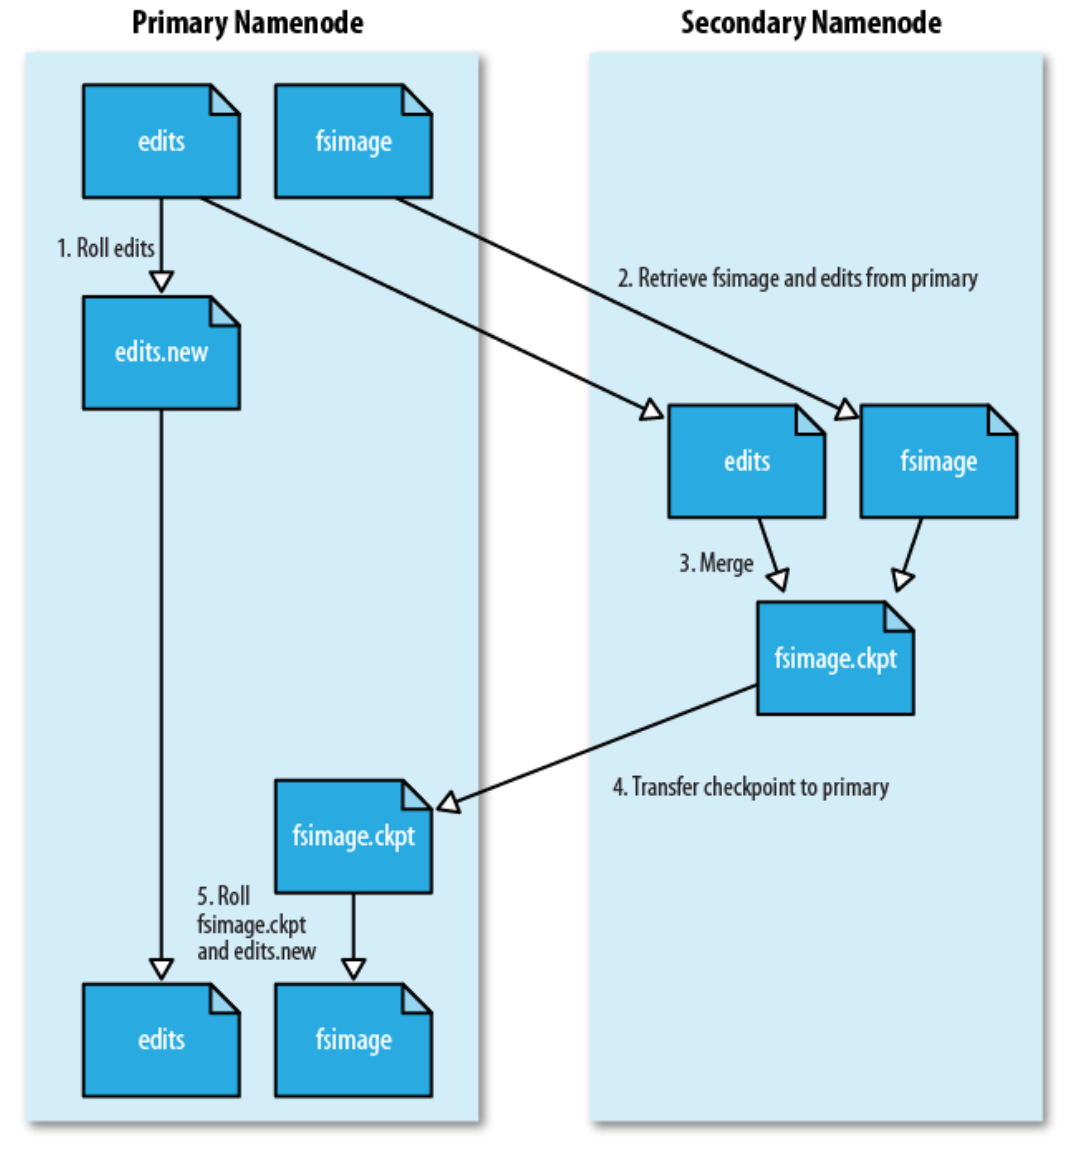 Primary Namenode
Secondary Namenode
edits
fsimage
1. Roll edits
2. Retrieve fsimage and edits from primary
edits.new
edits
fsimage
3. Merge
fsimage.ckpt
4. Transfer checkpoint to primary
fsimage.ckpt
5. Roll
fsimage.ckpt
and edits.new
edits
fsimage